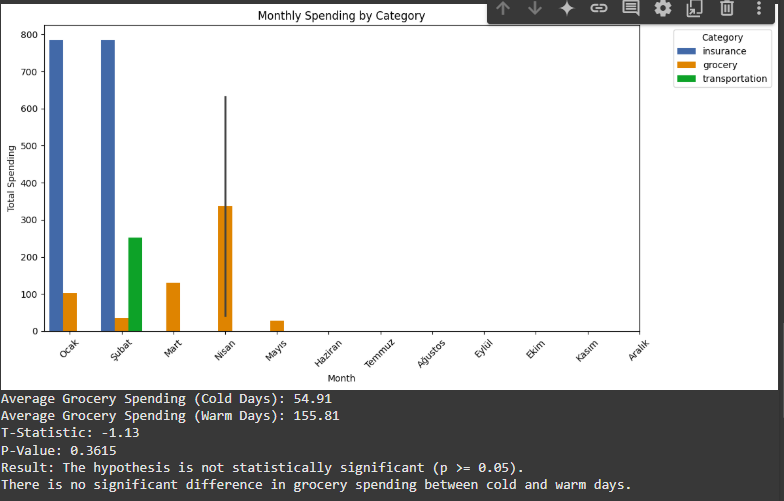 Monthly Spending by Category
Category
insurance
grocery
transportation
Total Spending
800
700
600
500
400
300
200
100
0
Ocak
Şubat
Mart
Nisan
Mayıs
Haziran
Temmuz
Ağustos
Eylül
Ekim
Kasım
Aralık
Month
Average Grocery Spending (Cold Days): 54.91
Average Grocery Spending (Warm Days): 155.81
T-Statistic: -1.13
P-Value: 0.3615
Result: The hypothesis is not statistically significant (p >= 0.05).
There is no significant difference in grocery spending between cold and warm days.